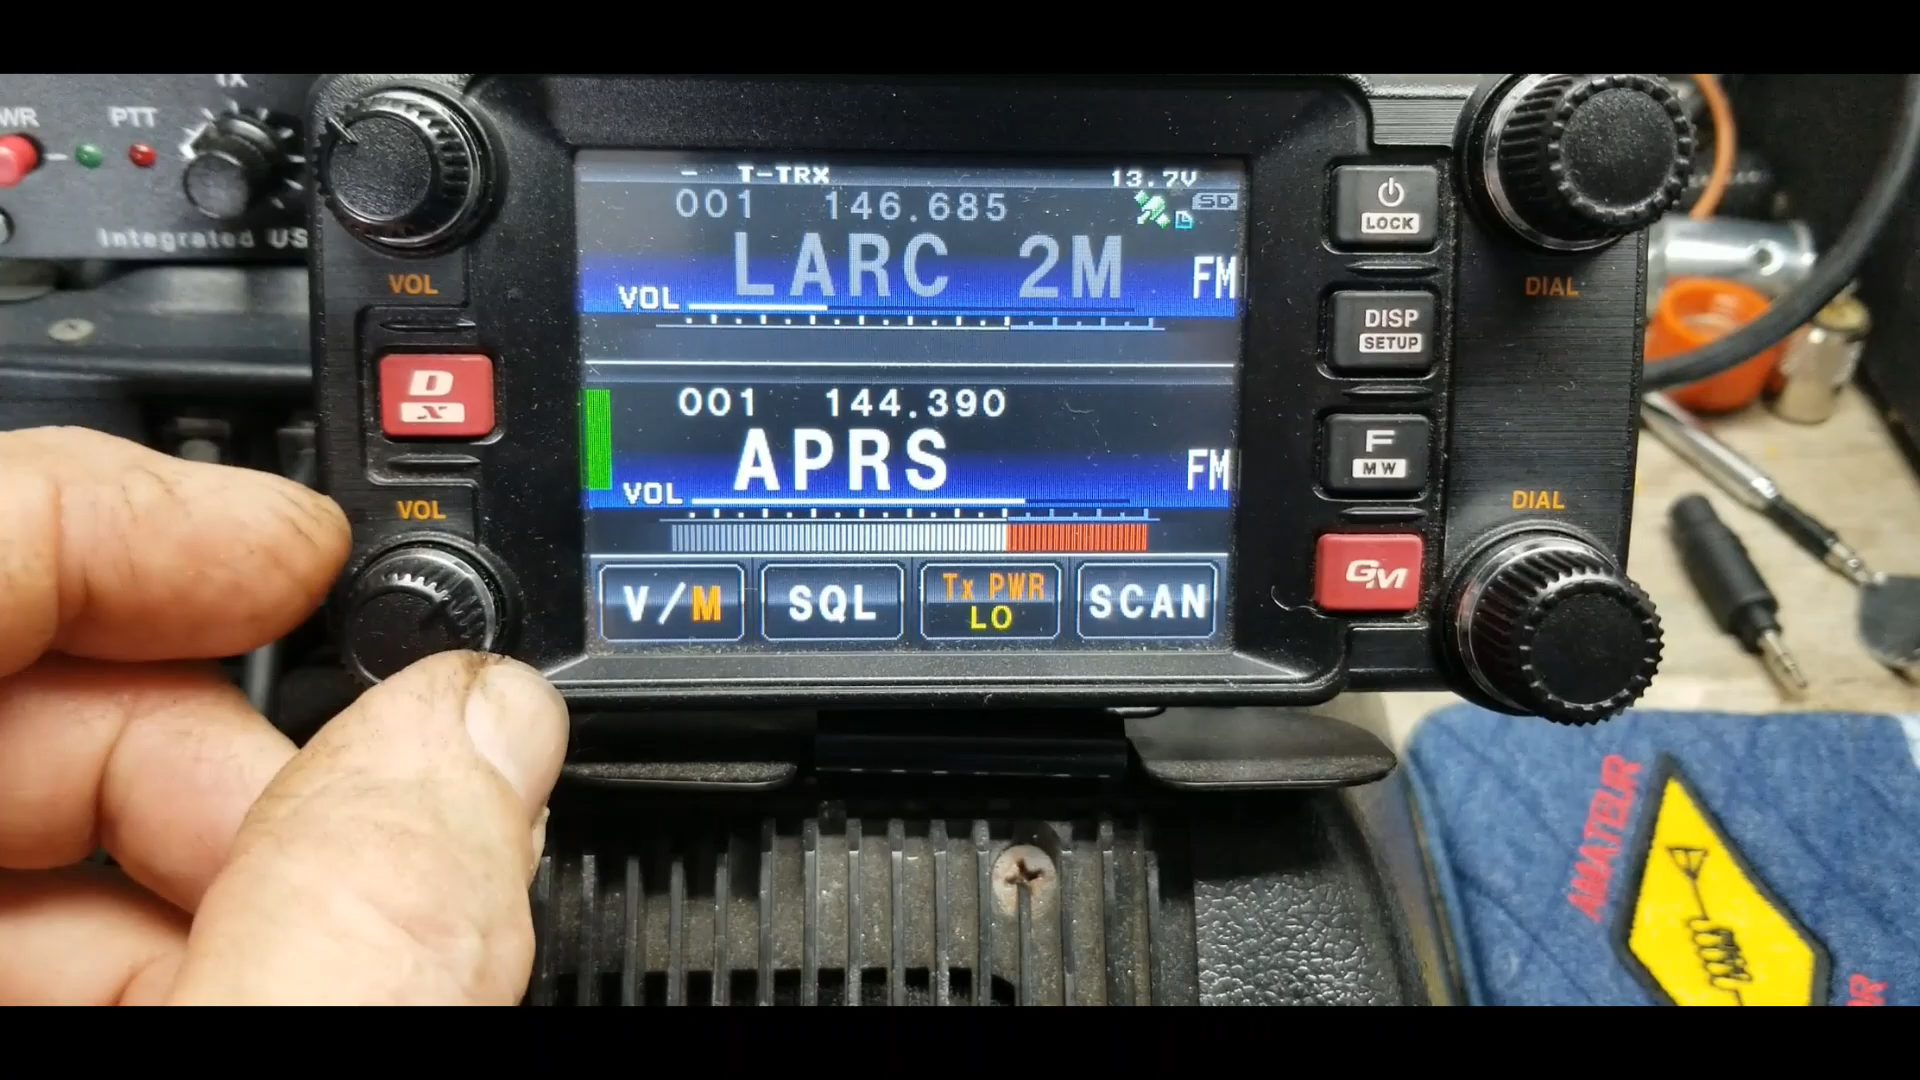 WR PTT TX
Integrated US
VOL
D
X
VOL
- T-TRX 13.7V
001 146.685 SD
LARC 2M FM
VOL
001 144.390
APRS FM
VOL
V/M SQL Tx PWR SCAN
LO
LOCK
DISP
SETUP
F
MW
GM
DIAL
DIAL
AMATEUR